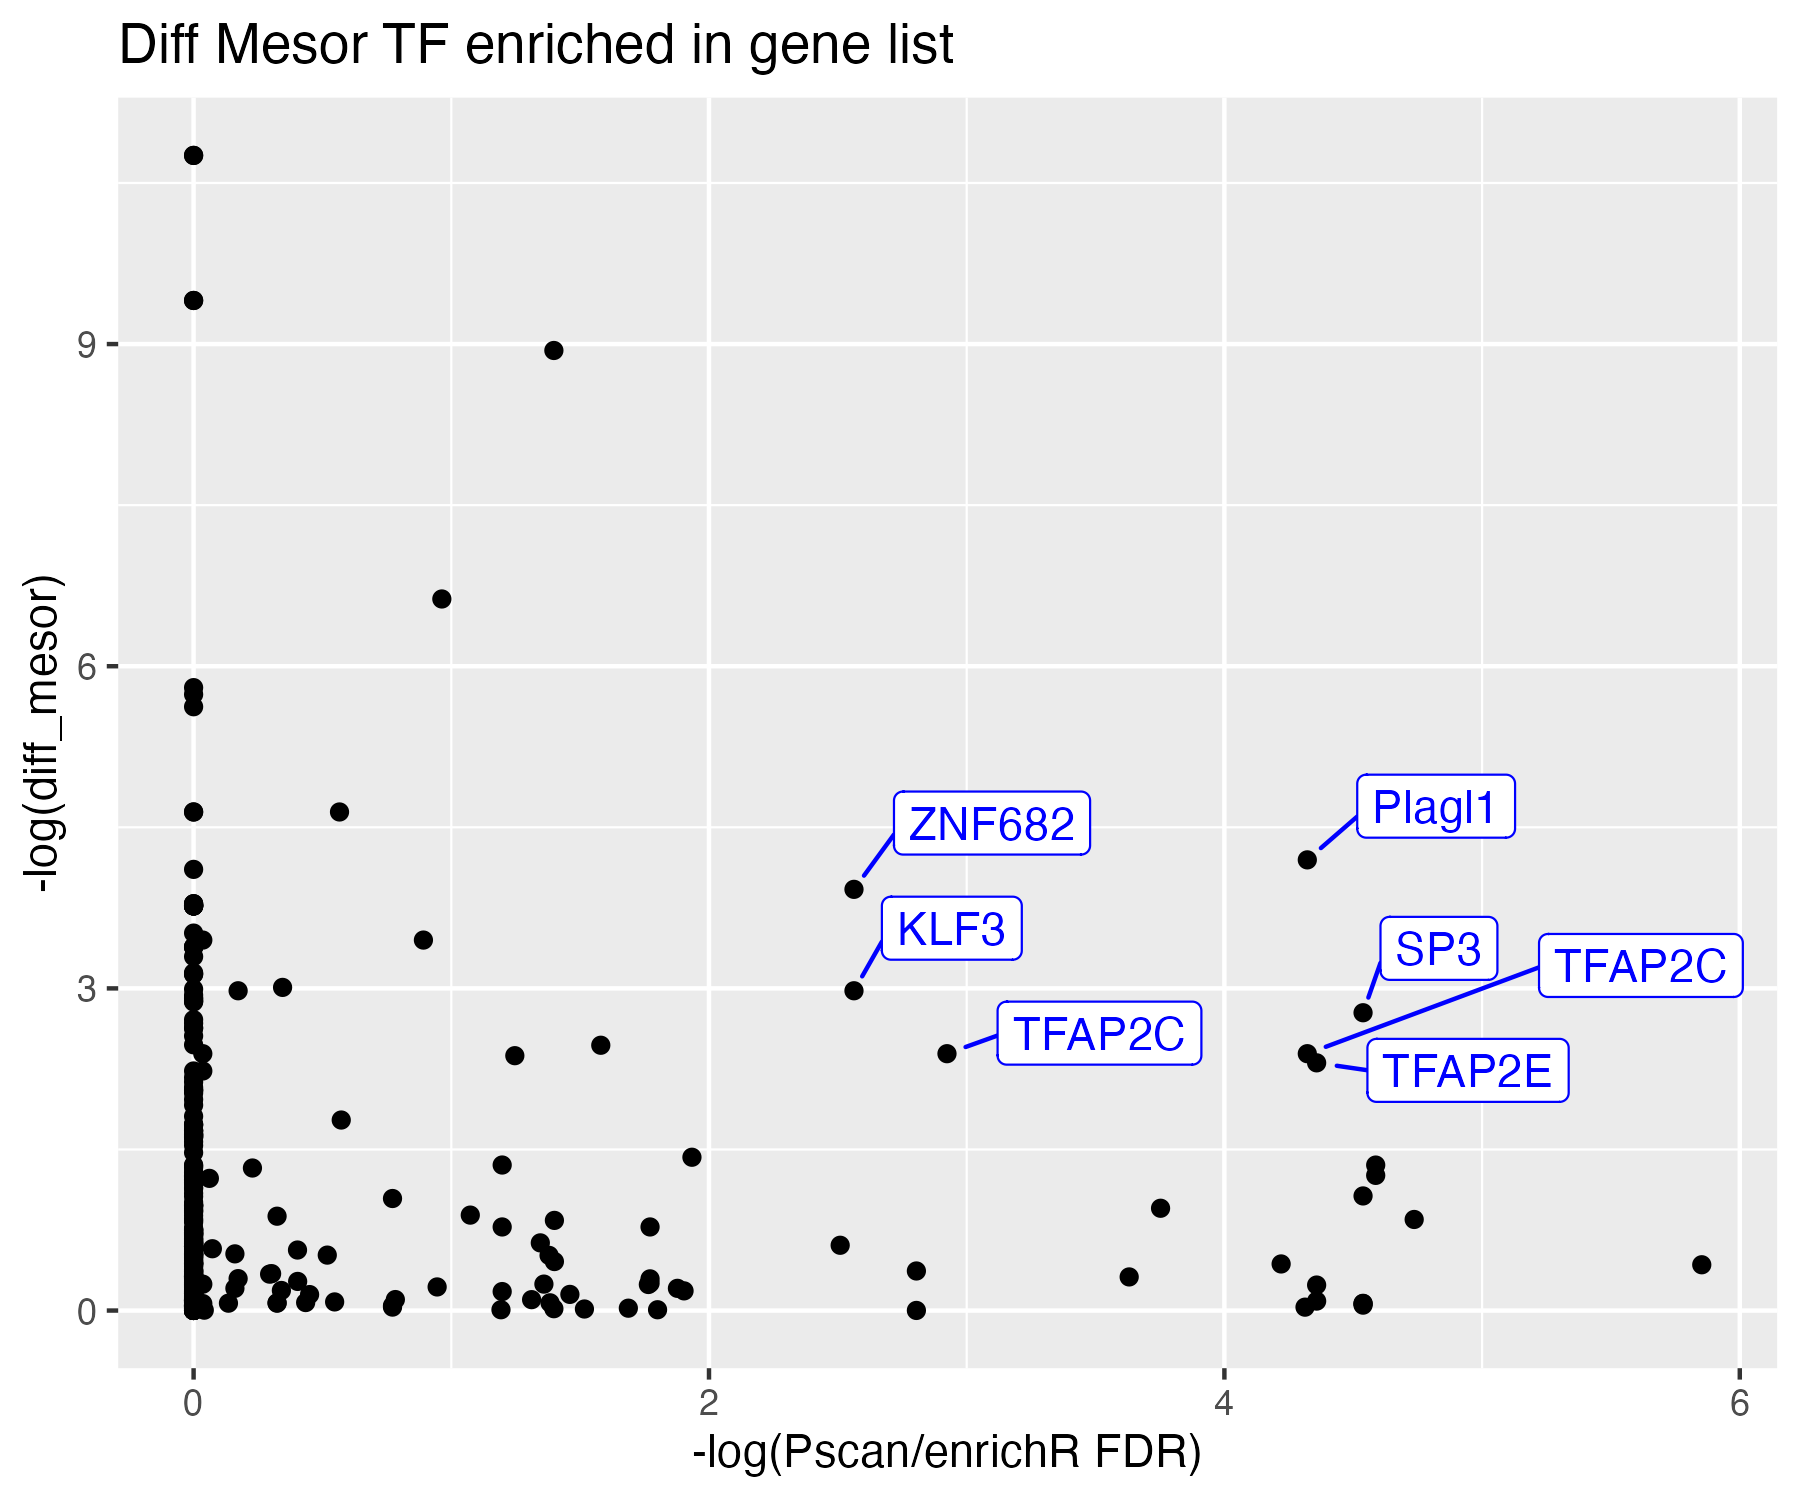 Diff Mesor TF enriched in gene list
-log(diff_mesor)
9
6
3
0
ZNF682
Plagl1
KLF3
SP3
TFAP2C
TFAP2C
TFAP2E
0
2
4
6
-log(Pscan/enrichR FDR)